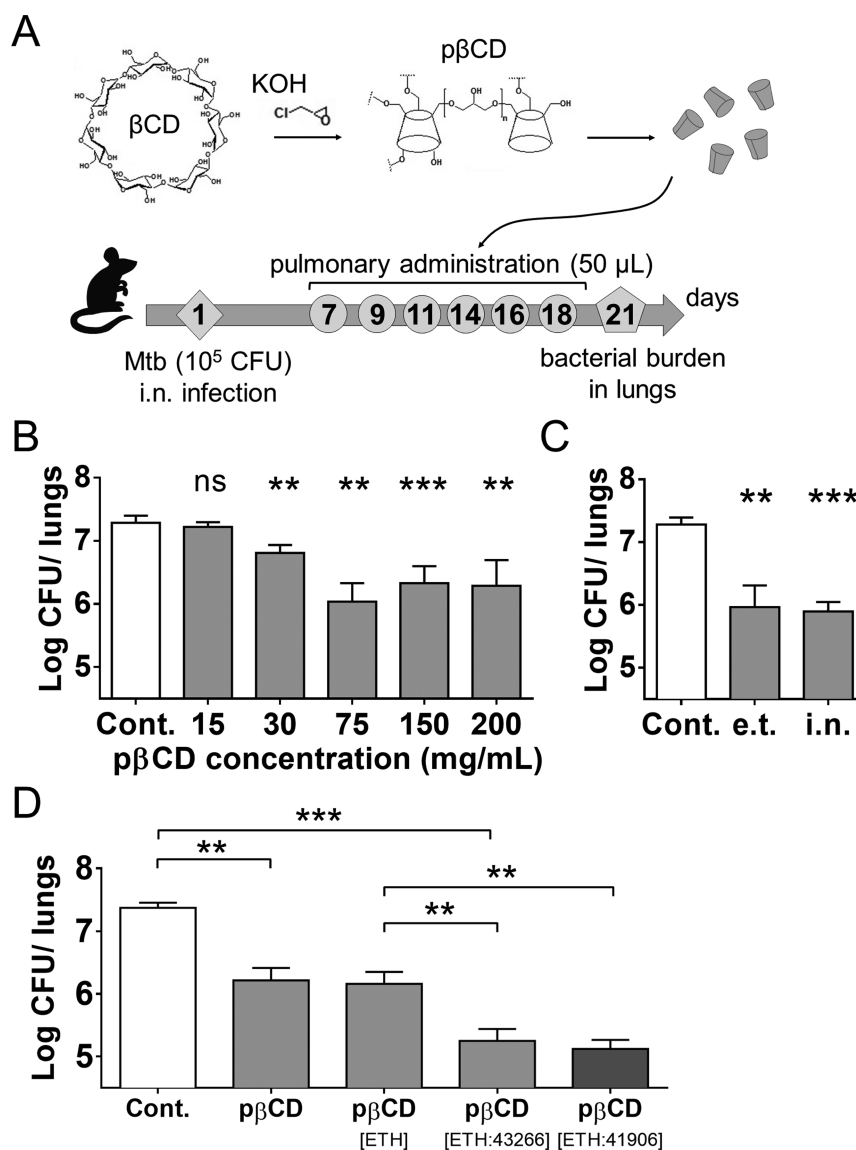 A
βCD
KOH
Cl
O
pβCD
OH
O
O
O
O
n
OH
O
OH
pulmonary administration (50 µL)
1 7 9 11 14 16 18 21 days
Mtb (10⁵ CFU)
i.n. infection
bacterial burden
in lungs
B
Log CFU/ lungs
8
7
6
5
ns ** ** *** **
Cont. 15 30 75 150 200
pβCD concentration (mg/mL)
C
Log CFU/ lungs
8
7
6
5
** ***
Cont. e.t. i.n.
D
Log CFU/ lungs
8
7
6
5
***
**
**
**
Cont. pβCD pβCD pβCD pβCD
[ETH] [ETH:43266] [ETH:41906]